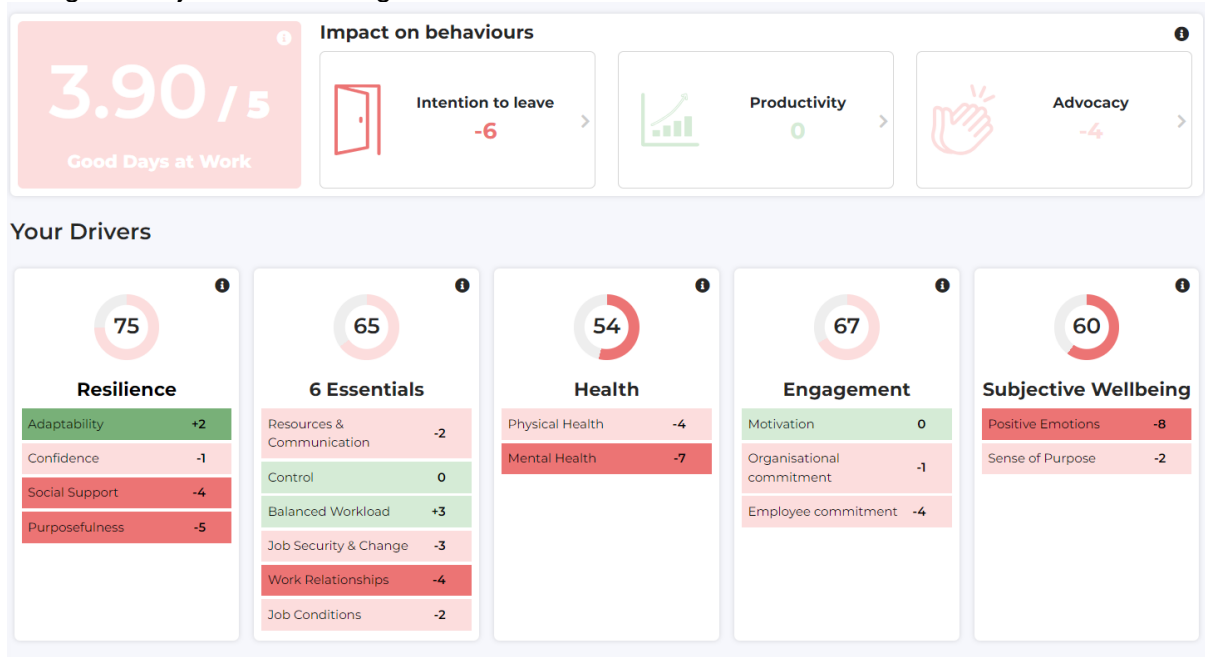 Impact on behaviours
3.90 / 5
Good Days at Work
Intention to leave
-6
Productivity
0
Advocacy
-4
Your Drivers
75
Resilience
Adaptability +2
Confidence -1
Social Support -4
Purposefulness -5
65
6 Essentials
Resources &
Communication -2
Control 0
Balanced Workload +3
Job Security & Change -3
Work Relationships -4
Job Conditions -2
54
Health
Physical Health -4
Mental Health -7
67
Engagement
Motivation 0
Organisational
commitment -1
Employee commitment -4
60
Subjective Wellbeing
Positive Emotions -8
Sense of Purpose -2